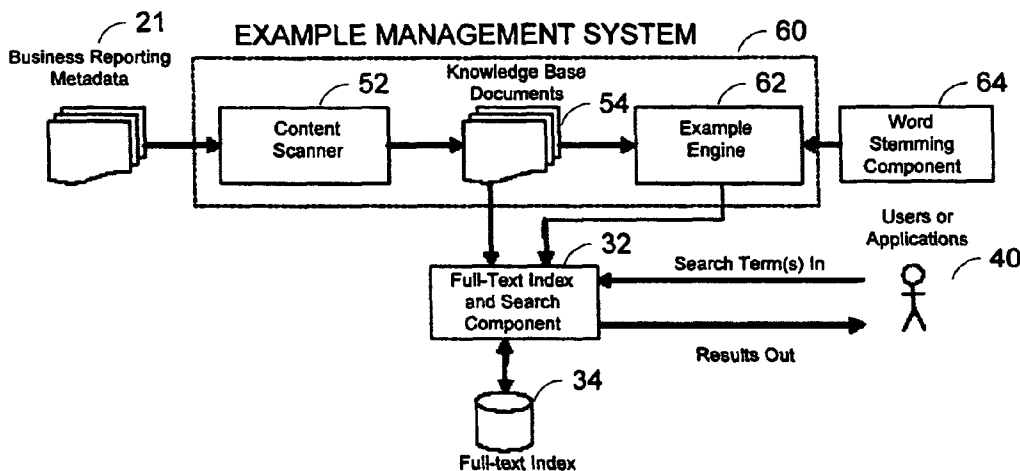 21
Business Reporting
Metadata
EXAMPLE MANAGEMENT SYSTEM
60
52
Content
Scanner
Knowledge Base
Documents
54
62
Example
Engine
64
Word
Stemming
Component
32
Full-Text Index
and Search
Component
Search Term(s) In
Results Out
Users or
Applications
40
34
Full-text Index